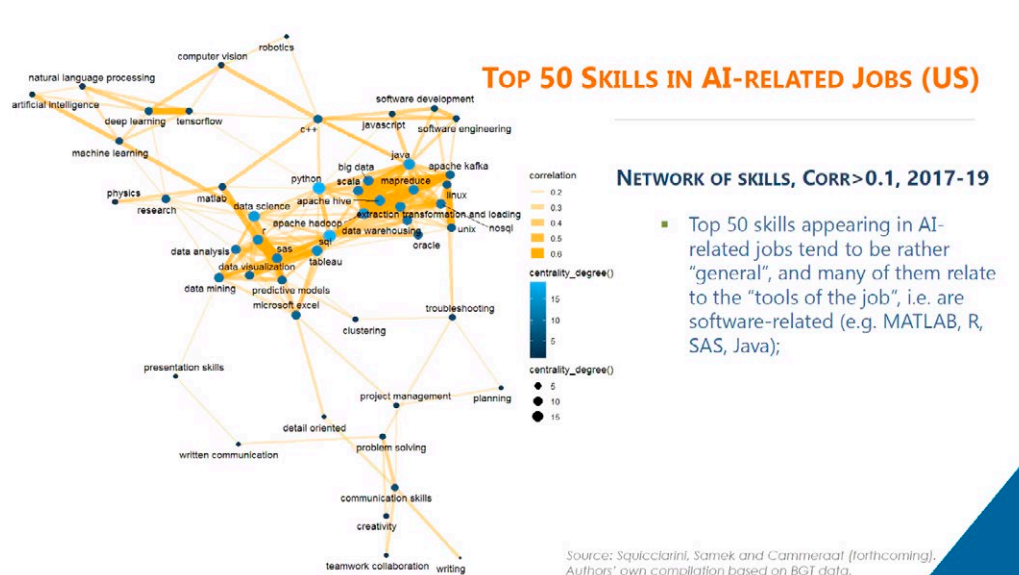 TOP 50 SKILLS IN AI-RELATED JOBS (US)
NETWORK OF SKILLS, CORR>0.1, 2017-19
▪ Top 50 skills appearing in AI-
related jobs tend to be rather
“general”, and many of them relate
to the “tools of the job”, i.e. are
software-related (e.g. MATLAB, R,
SAS, Java);
robotics
computer vision
natural language processing
artificial intelligence
deep learning
tensorflow
machine learning
software development
javascript
software engineering
c++
java
big data
apache kafka
python
scala
mapreduce
linux
apache hive
physics
research
matlab
data science
extraction transformation and loading
apache hadoop
data warehousing
nosql
unix
oracle
r
sql
data analysis
sas
tableau
data visualization
data mining
predictive models
microsoft excel
clustering
troubleshooting
presentation skills
project management
planning
detail oriented
problem solving
written communication
communication skills
creativity
teamwork collaboration
writing
correlation
0.2
0.3
0.4
0.5
0.6
centrality_degree()
15
10
5
centrality_degree()
5
10
15
Source: Squicciarini, Samek and Cammeraat (forthcoming).
Authors' own compilation based on BGT data.